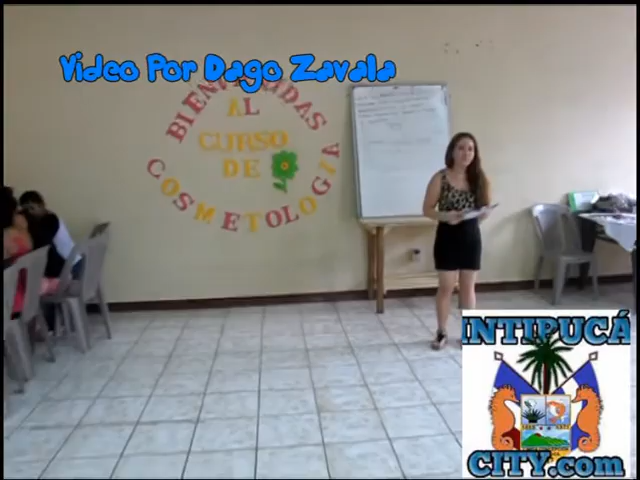 Video Por Dago Zavala
BIENVENIDAS
AL
CURSO
DE
COSMETOLOGIA
INTIPUCÁ
CITY.com